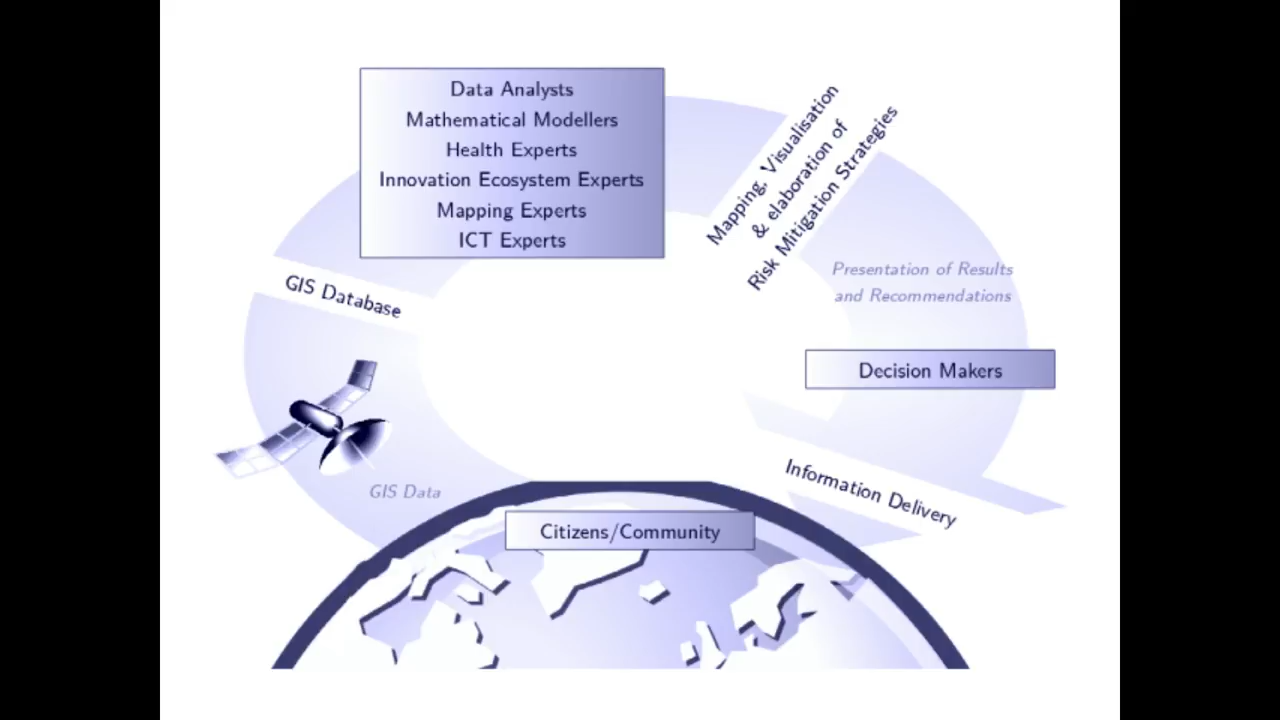 Data Analysts
Mathematical Modellers
Health Experts
Innovation Ecosystem Experts
Mapping Experts
ICT Experts
Mapping, Visualisation
& elaboration of
Risk Mitigation Strategies
GIS Database
Presentation of Results
and Recommendations
Decision Makers
GIS Data
Information Delivery
Citizens/Community